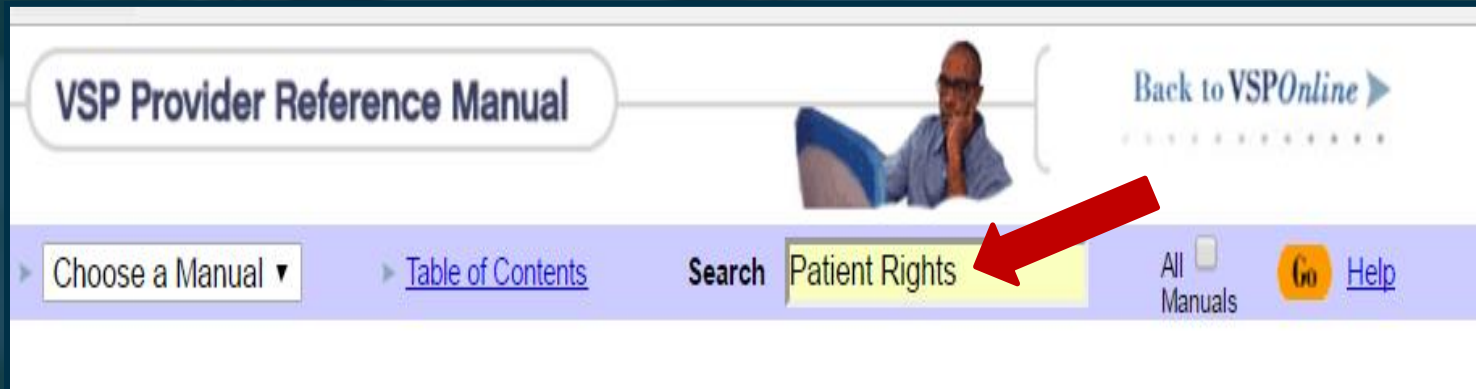 VSP Provider Reference Manual
Back to VSPOnline
Choose a Manual
Table of Contents
Search
Patient Rights
All
Manuals
Go
Help